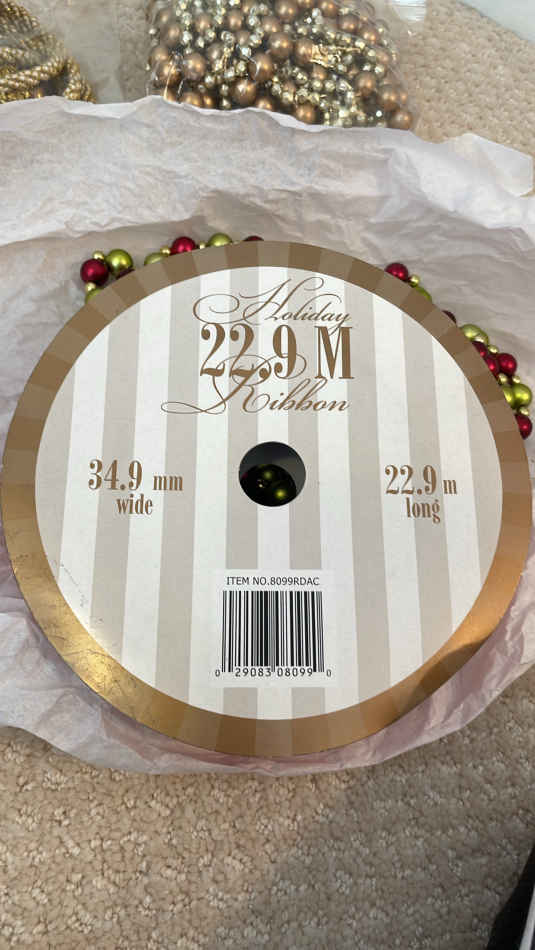 Holiday
22.9 M
Ribbon
34.9 mm
wide
22.9 m
long
ITEM NO.8099RDAC
0 29083 08099 0